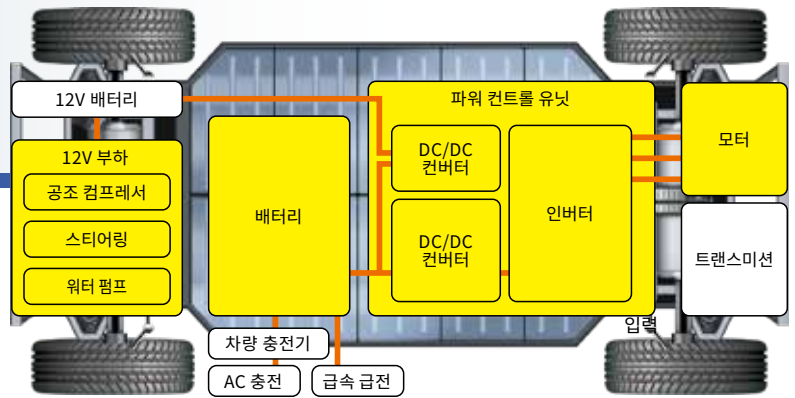 12V 배터리
12V 부하
공조 컴프레서
스티어링
워터 펌프
배터리
차량 충전기
AC 충전
급속 급전
파워 컨트롤 유닛
DC/DC
컨버터
DC/DC
컨버터
인버터
입력
모터
트랜스미션